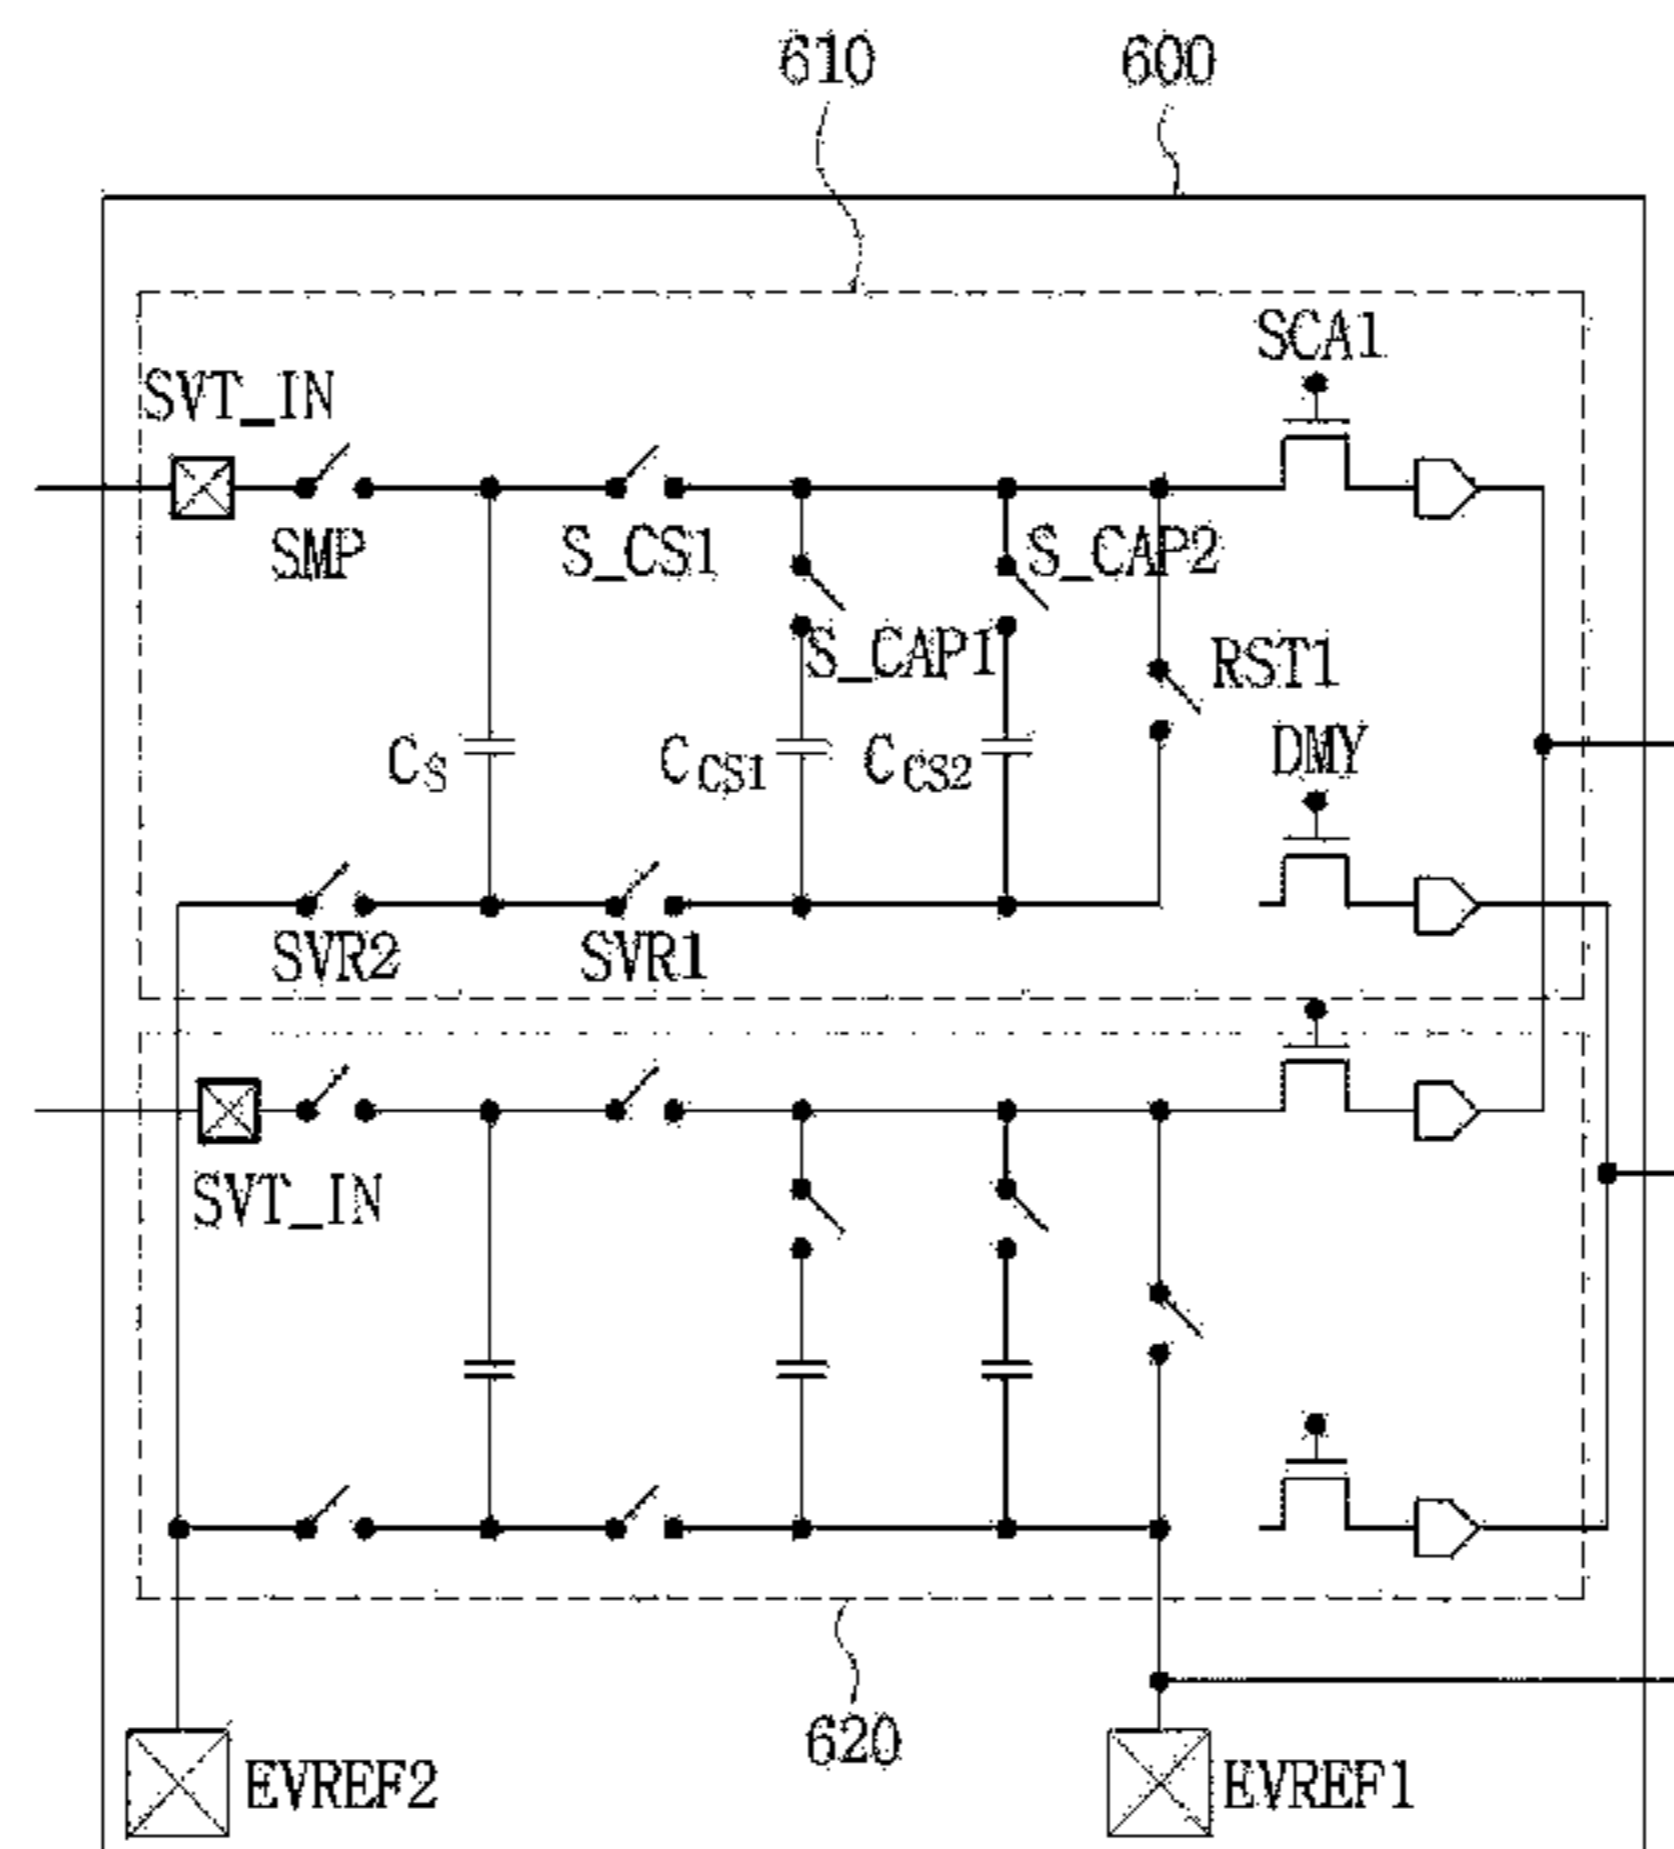 610
600
SCA1
SVT_IN
SMP
S_CS1
S_CAP2
S_CAP1
RST1
DMY
CS
CCS1
CCS2
SVR2
SVR1
SVT_IN
620
EVREF2
EVREF1